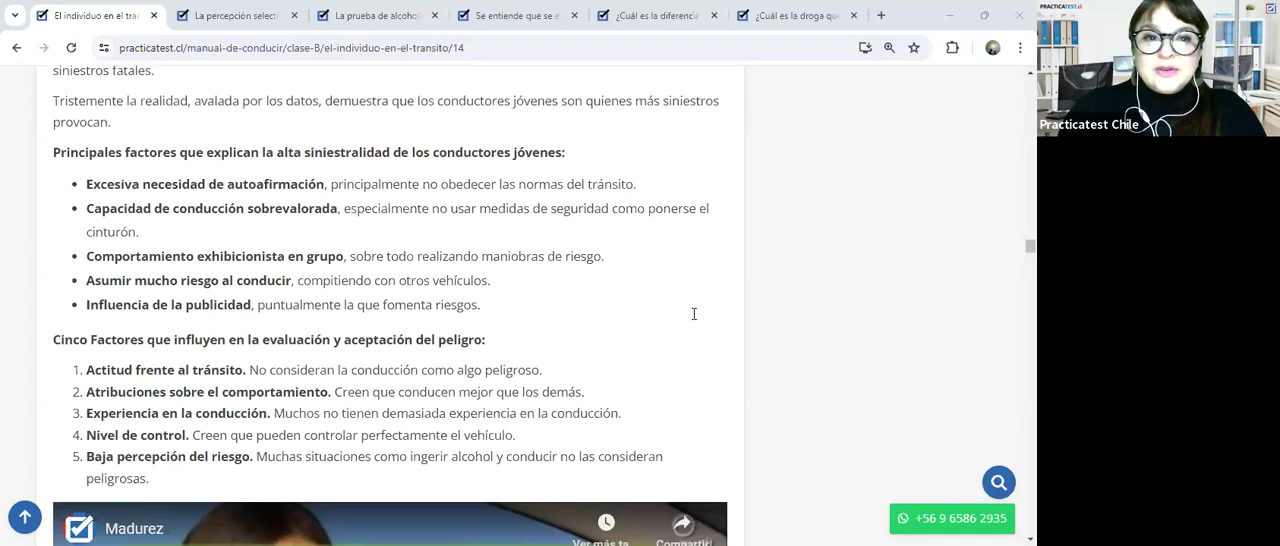 El individuo en el trán
La percepción selecti
La prueba de alcohol
Se entiende que se e
¿Cuál es la diferencia
¿Cuál es la droga que
practicatest.cl/manual-de-conducir/clase-B/el-individuo-en-el-transito/14
PRACTICATEST.cl
Practicatest Chile
siniestros fatales.
Tristemente la realidad, avalada por los datos, demuestra que los conductores jóvenes son quienes más siniestros
provocan.
Principales factores que explican la alta siniestralidad de los conductores jóvenes:
• Excesiva necesidad de autoafirmación, principalmente no obedecer las normas del tránsito.
• Capacidad de conducción sobrevalorada, especialmente no usar medidas de seguridad como ponerse el
cinturón.
• Comportamiento exhibicionista en grupo, sobre todo realizando maniobras de riesgo.
• Asumir mucho riesgo al conducir, compitiendo con otros vehículos.
• Influencia de la publicidad, puntualmente la que fomenta riesgos.
Cinco Factores que influyen en la evaluación y aceptación del peligro:
1. Actitud frente al tránsito. No consideran la conducción como algo peligroso.
2. Atribuciones sobre el comportamiento. Creen que conducen mejor que los demás.
3. Experiencia en la conducción. Muchos no tienen demasiada experiencia en la conducción.
4. Nivel de control. Creen que pueden controlar perfectamente el vehículo.
5. Baja percepción del riesgo. Muchas situaciones como ingerir alcohol y conducir no las consideran
peligrosas.
Madurez
Ver más ta
Compartir
+56 9 6586 2935